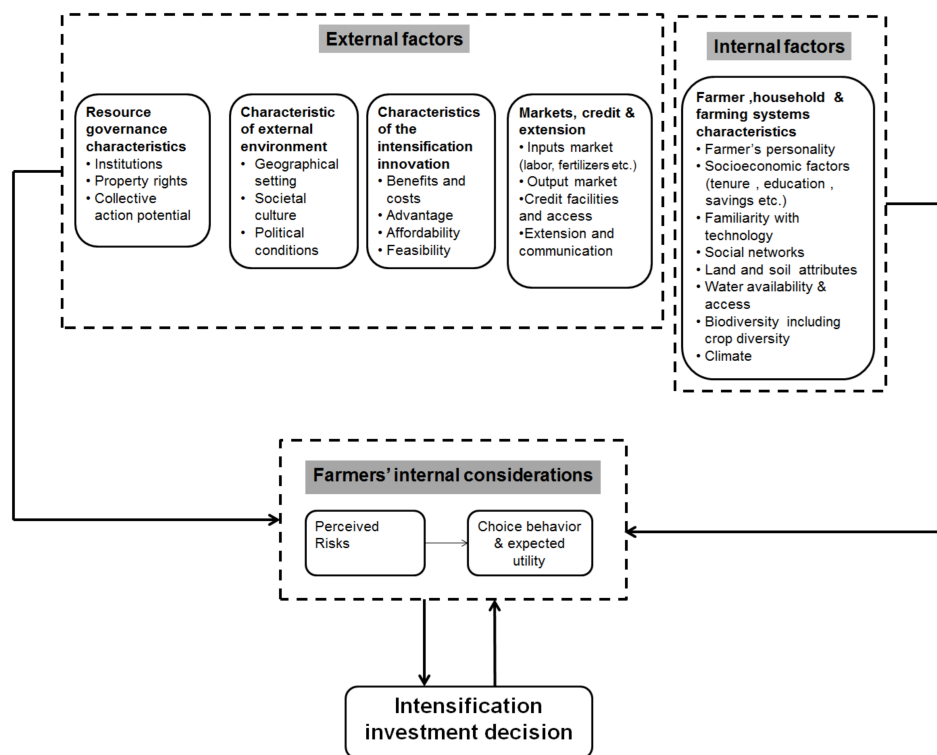 External factors
Resource
governance
characteristics
• Institutions
• Property rights
• Collective
action potential
Characteristic
of external
environment
• Geographical
setting
• Societal
culture
• Political
conditions
Characteristics
of the
intensification
innovation
• Benefits and
costs
• Advantage
• Affordability
• Feasibility
Markets, credit &
extension
• Inputs market
(labor, fertilizers etc.)
• Output market
•Credit facilities
and access
•Extension and
communication
Internal factors
Farmer ,household &
farming systems
characteristics
• Farmer’s personality
• Socioeconomic factors
(tenure , education ,
savings etc.)
• Familiarity with
technology
• Social networks
• Land and soil attributes
• Water availability &
access
• Biodiversity including
crop diversity
• Climate
Farmers’ internal considerations
Perceived
Risks
Choice behavior
& expected
utility
Intensification
investment decision